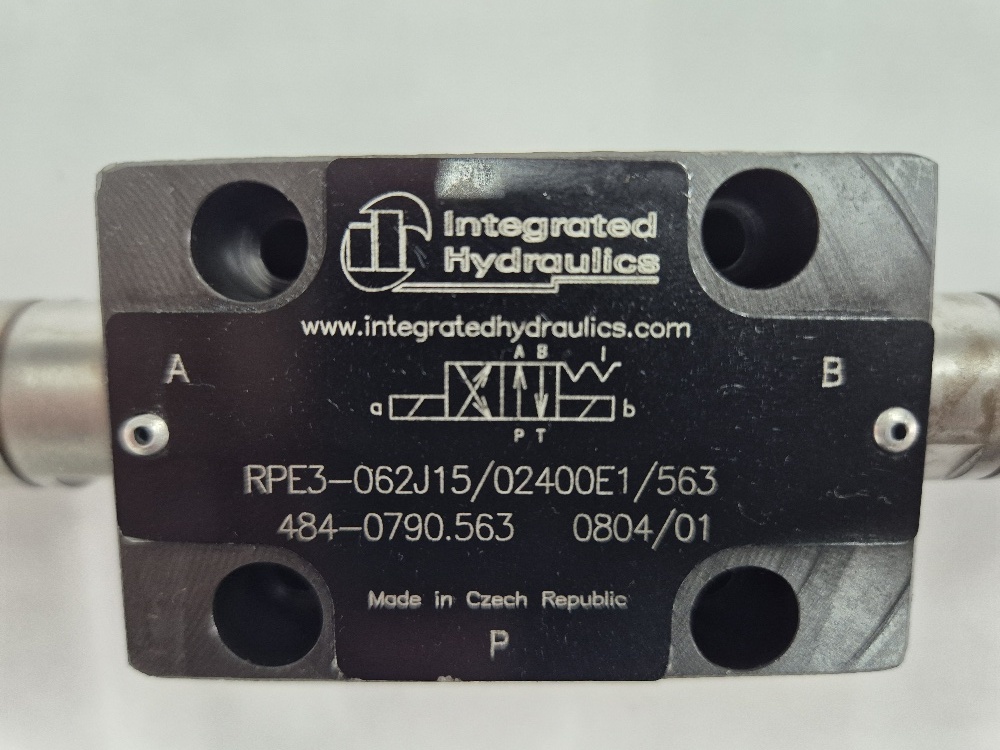 Integrated
Hydraulics
www.integratedhydraulics.com
A B
A B
a b
P T
RPE3-062J15/02400E1/563
484-0790.563 0804/01
Made in Czech Republic
P